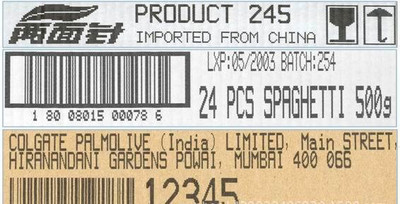 两面针
PRODUCT 245
IMPORTED FROM CHINA
LXP:05/2003 BATCH:254
1 80 08015 00078 6
24 PCS SPAGHETTI 500g
COLGATE PALMOLIVE (India) LIMITED, Main STREET,
HIRANANDANI GARDENS POWAI, MUMBAI 400 066
12345